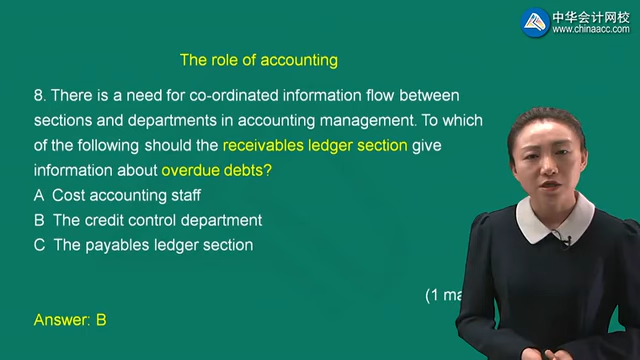 中华会计网校
www.chinaacc.com
The role of accounting
8. There is a need for co-ordinated information flow between
sections and departments in accounting management. To which
of the following should the receivables ledger section give
information about overdue debts?
A Cost accounting staff
B The credit control department
C The payables ledger section
(1
Answer: B